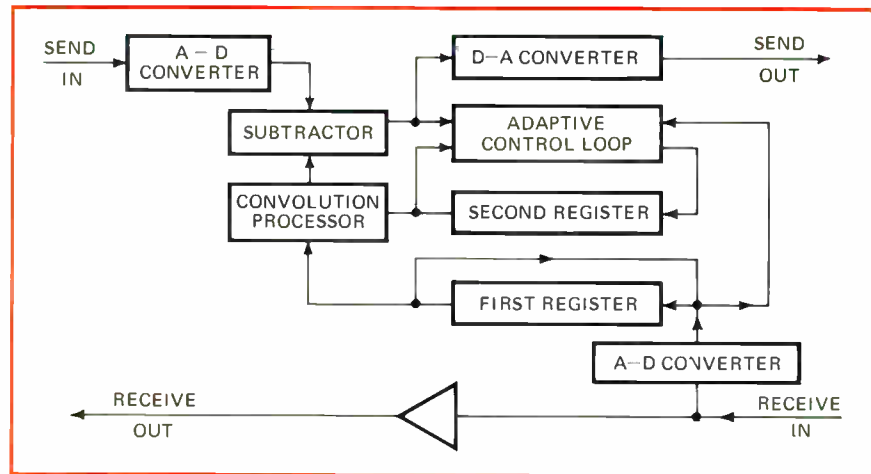 SEND
IN
A–D
CONVERTER
D–A CONVERTER
SEND
OUT
SUBTRACTOR
ADAPTIVE
CONTROL LOOP
CONVOLUTION
PROCESSOR
SECOND REGISTER
FIRST REGISTER
A–D CONVERTER
RECEIVE
OUT
RECEIVE
IN